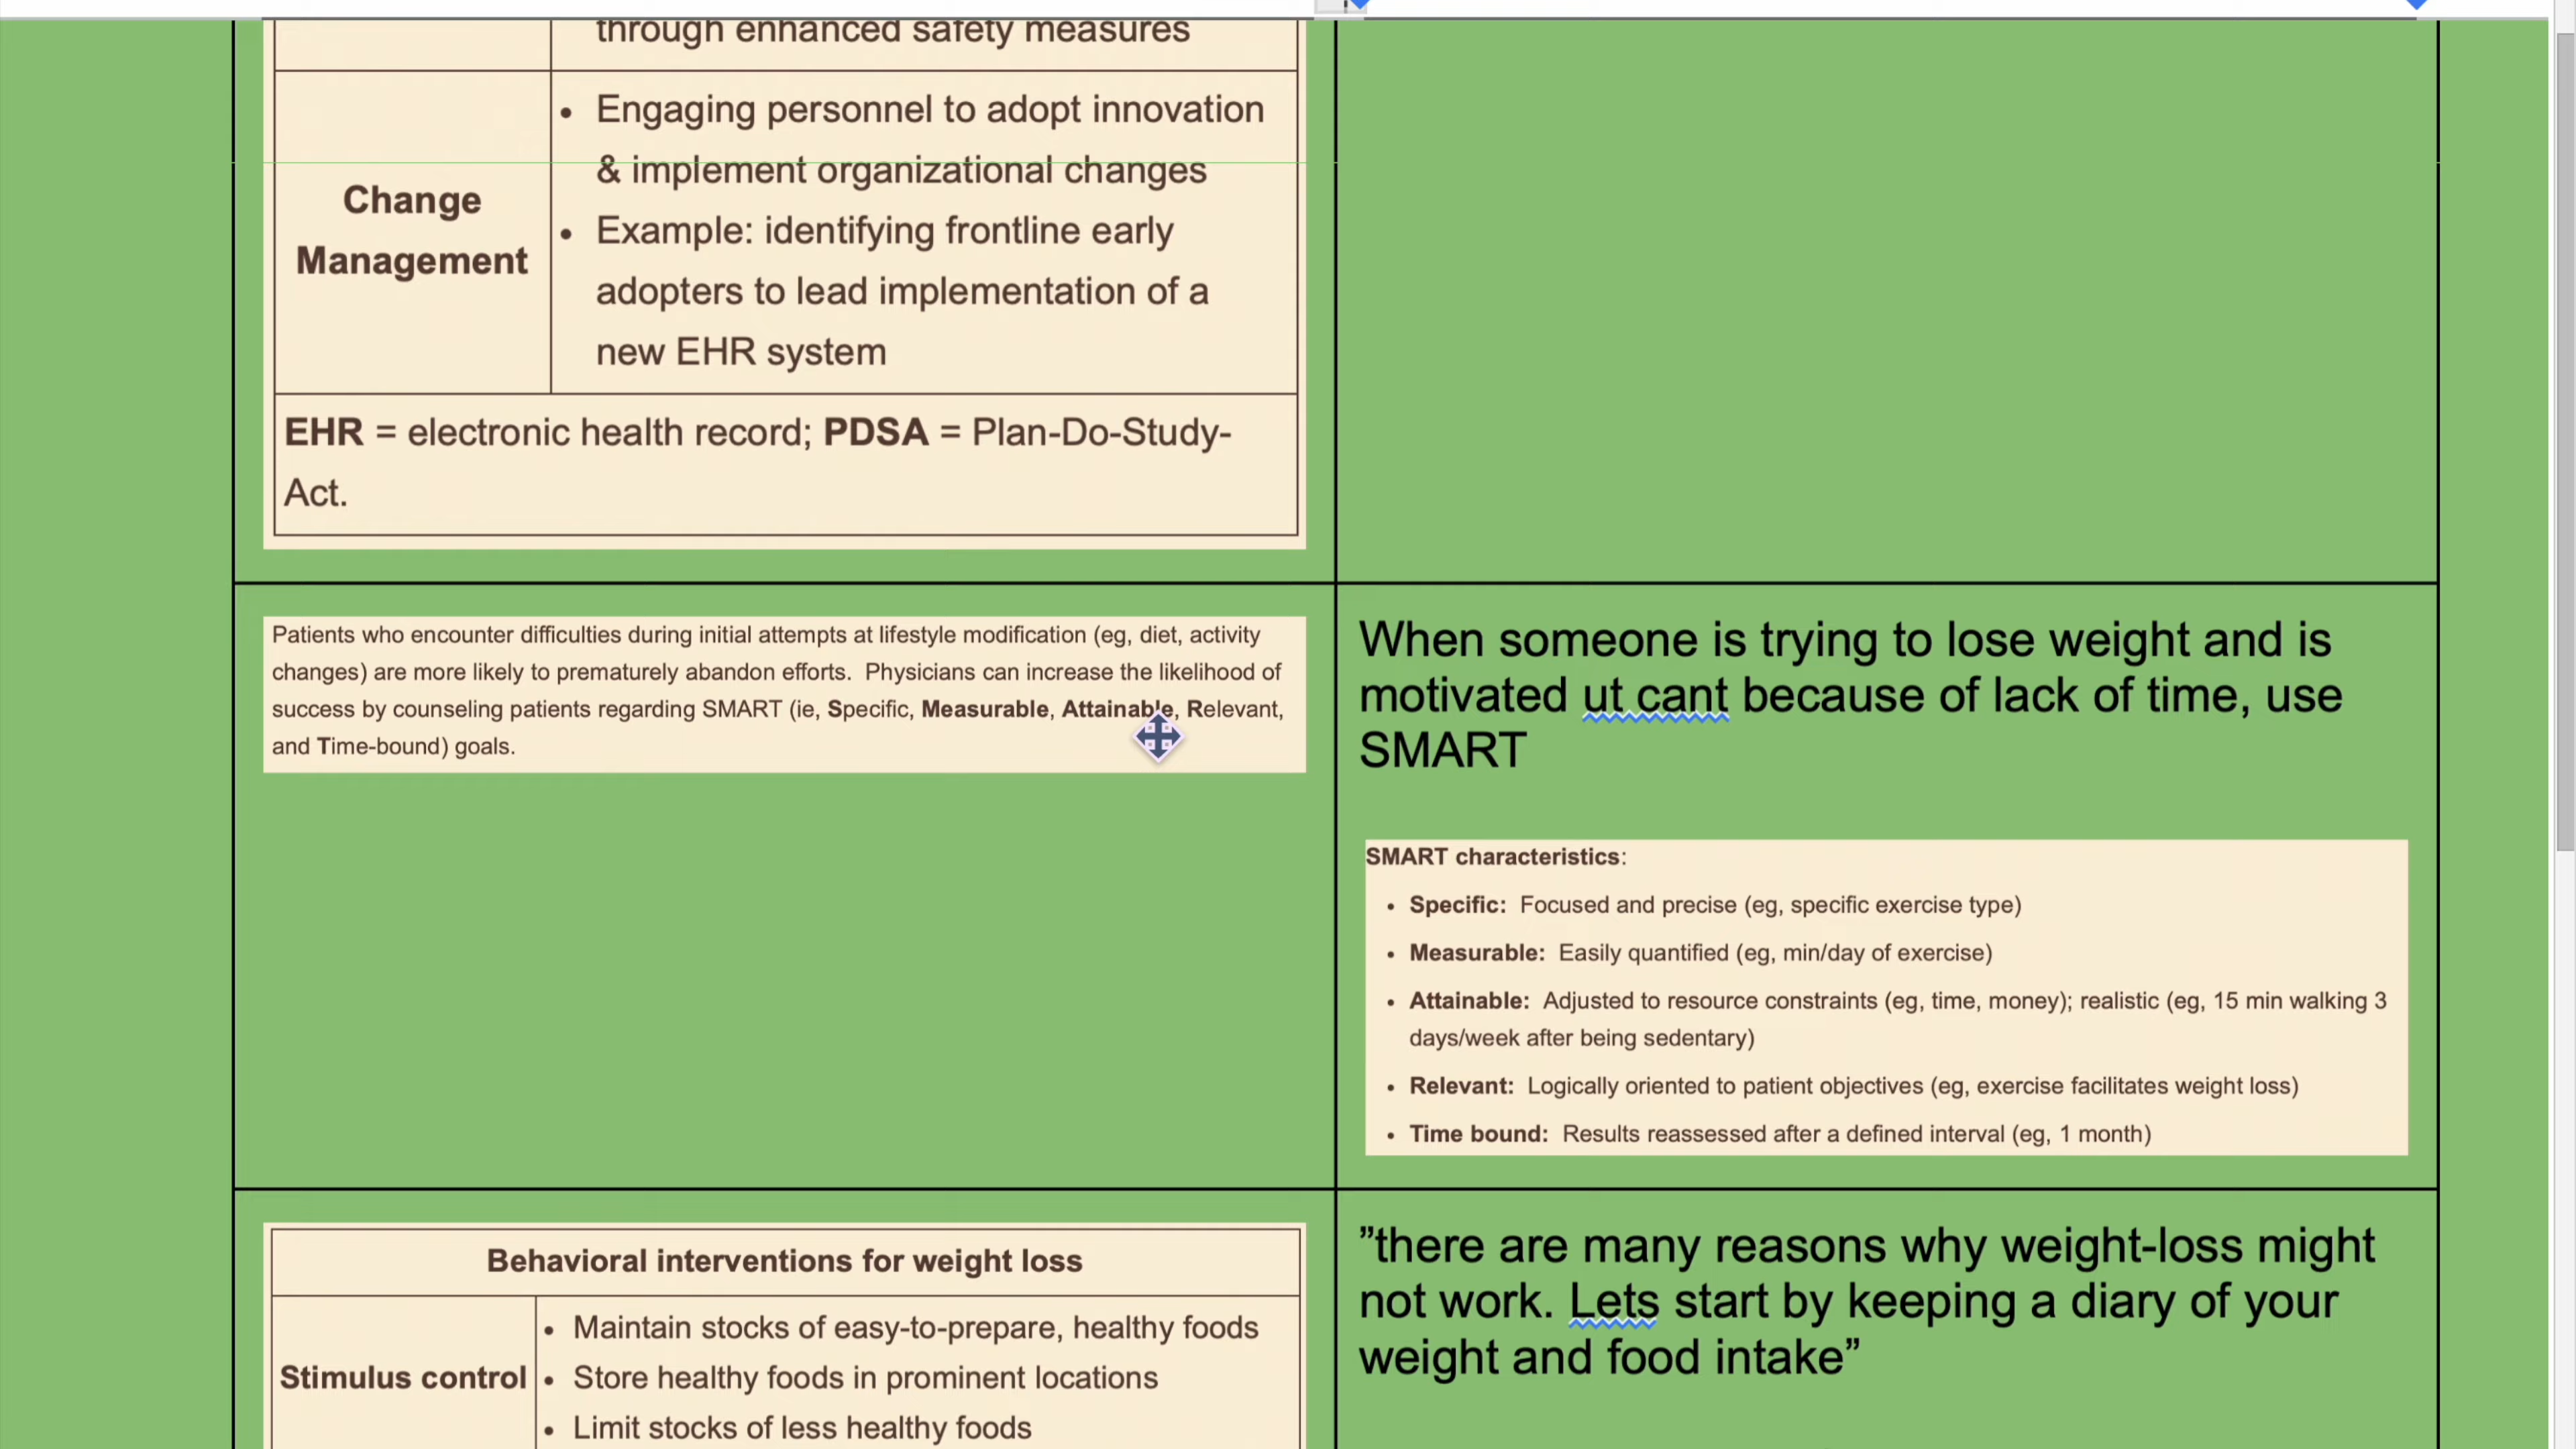 through enhanced safety measures
• Engaging personnel to adopt innovation
& implement organizational changes
Change
Management
• Example: identifying frontline early
adopters to lead implementation of a
new EHR system
EHR = electronic health record; PDSA = Plan-Do-Study-
Act.
Patients who encounter difficulties during initial attempts at lifestyle modification (eg, diet, activity
changes) are more likely to prematurely abandon efforts.  Physicians can increase the likelihood of
success by counseling patients regarding SMART (ie, Specific, Measurable, Attainable, Relevant,
and Time-bound) goals.
When someone is trying to lose weight and is
motivated ut cant because of lack of time, use
SMART
SMART characteristics:
• Specific:  Focused and precise (eg, specific exercise type)
• Measurable:  Easily quantified (eg, min/day of exercise)
• Attainable:  Adjusted to resource constraints (eg, time, money); realistic (eg, 15 min walking 3
days/week after being sedentary)
• Relevant:  Logically oriented to patient objectives (eg, exercise facilitates weight loss)
• Time bound:  Results reassessed after a defined interval (eg, 1 month)
Behavioral interventions for weight loss
Stimulus control
• Maintain stocks of easy-to-prepare, healthy foods
• Store healthy foods in prominent locations
• Limit stocks of less healthy foods
”there are many reasons why weight-loss might
not work. Lets start by keeping a diary of your
weight and food intake”